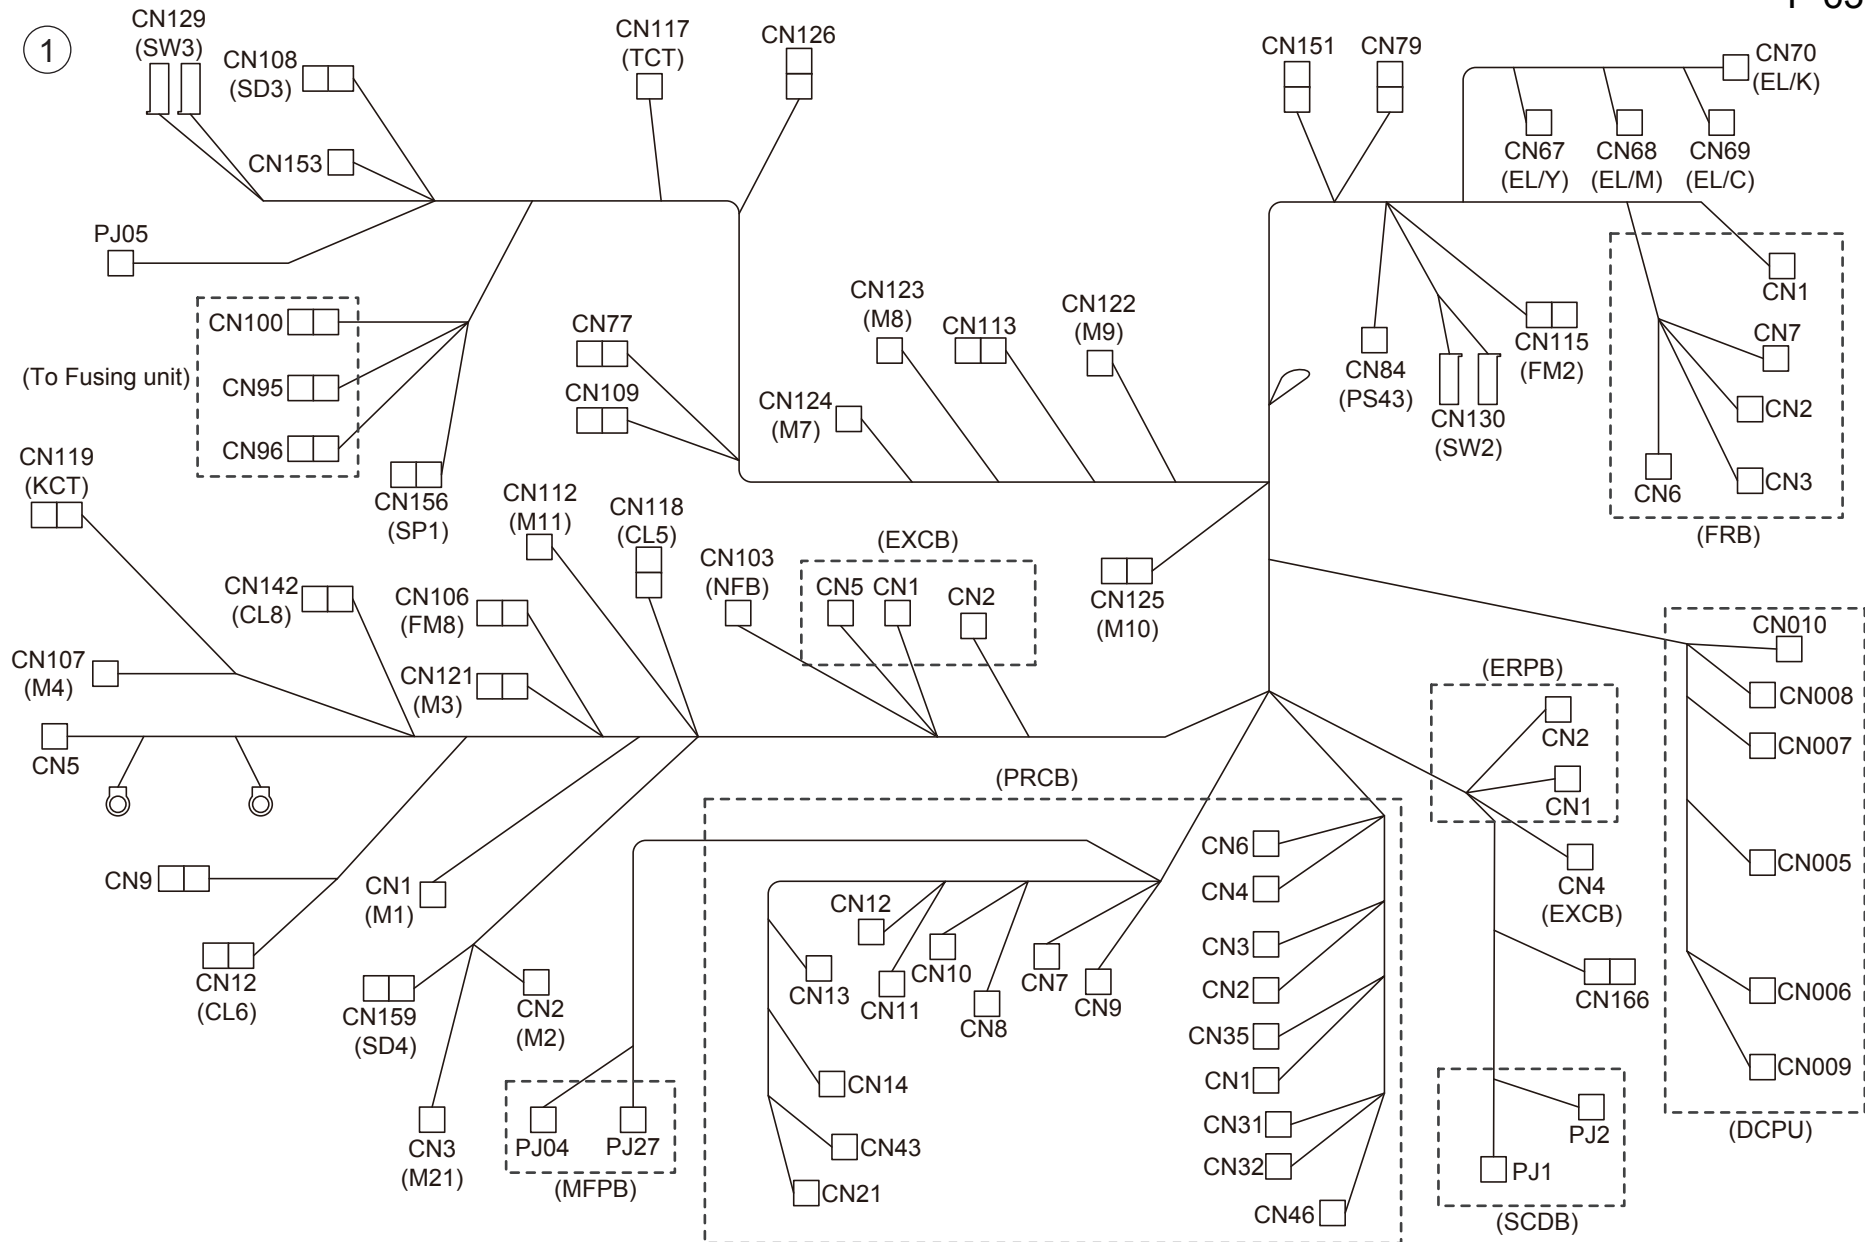 1
CN129
(SW3)
CN108
(SD3)
CN117
(TCT)
CN126
CN151
CN79
CN70
(EL/K)
CN153
CN67
(EL/Y)
CN68
(EL/M)
CN69
(EL/C)
PJ05
CN1
CN100
CN77
CN123
(M8)
CN113
CN122
(M9)
CN7
CN115
(FM2)
CN84
(PS43)
(To Fusing unit)
CN95
CN109
CN124
(M7)
CN130
(SW2)
CN2
CN96
CN6
CN3
CN119
(KCT)
CN156
(SP1)
CN112
(M11)
CN118
(CL5)
(FRB)
(EXCB)
CN103
(NFB)
CN5
CN1
CN2
CN125
(M10)
CN142
(CL8)
CN106
(FM8)
CN010
CN107
(M4)
CN121
(M3)
(ERPB)
CN008
CN2
CN007
CN5
(PRCB)
CN1
CN6
CN005
CN9
CN1
(M1)
CN4
CN4
(EXCB)
CN12
CN3
CN12
(CL6)
CN13
CN11
CN10
CN8
CN7
CN9
CN2
CN166
CN006
CN159
(SD4)
CN2
(M2)
CN35
CN14
CN1
CN009
CN3
(M21)
PJ04
PJ27
(MFPB)
CN43
CN31
PJ2
(DCPU)
CN32
PJ1
CN21
CN46
(SCDB)